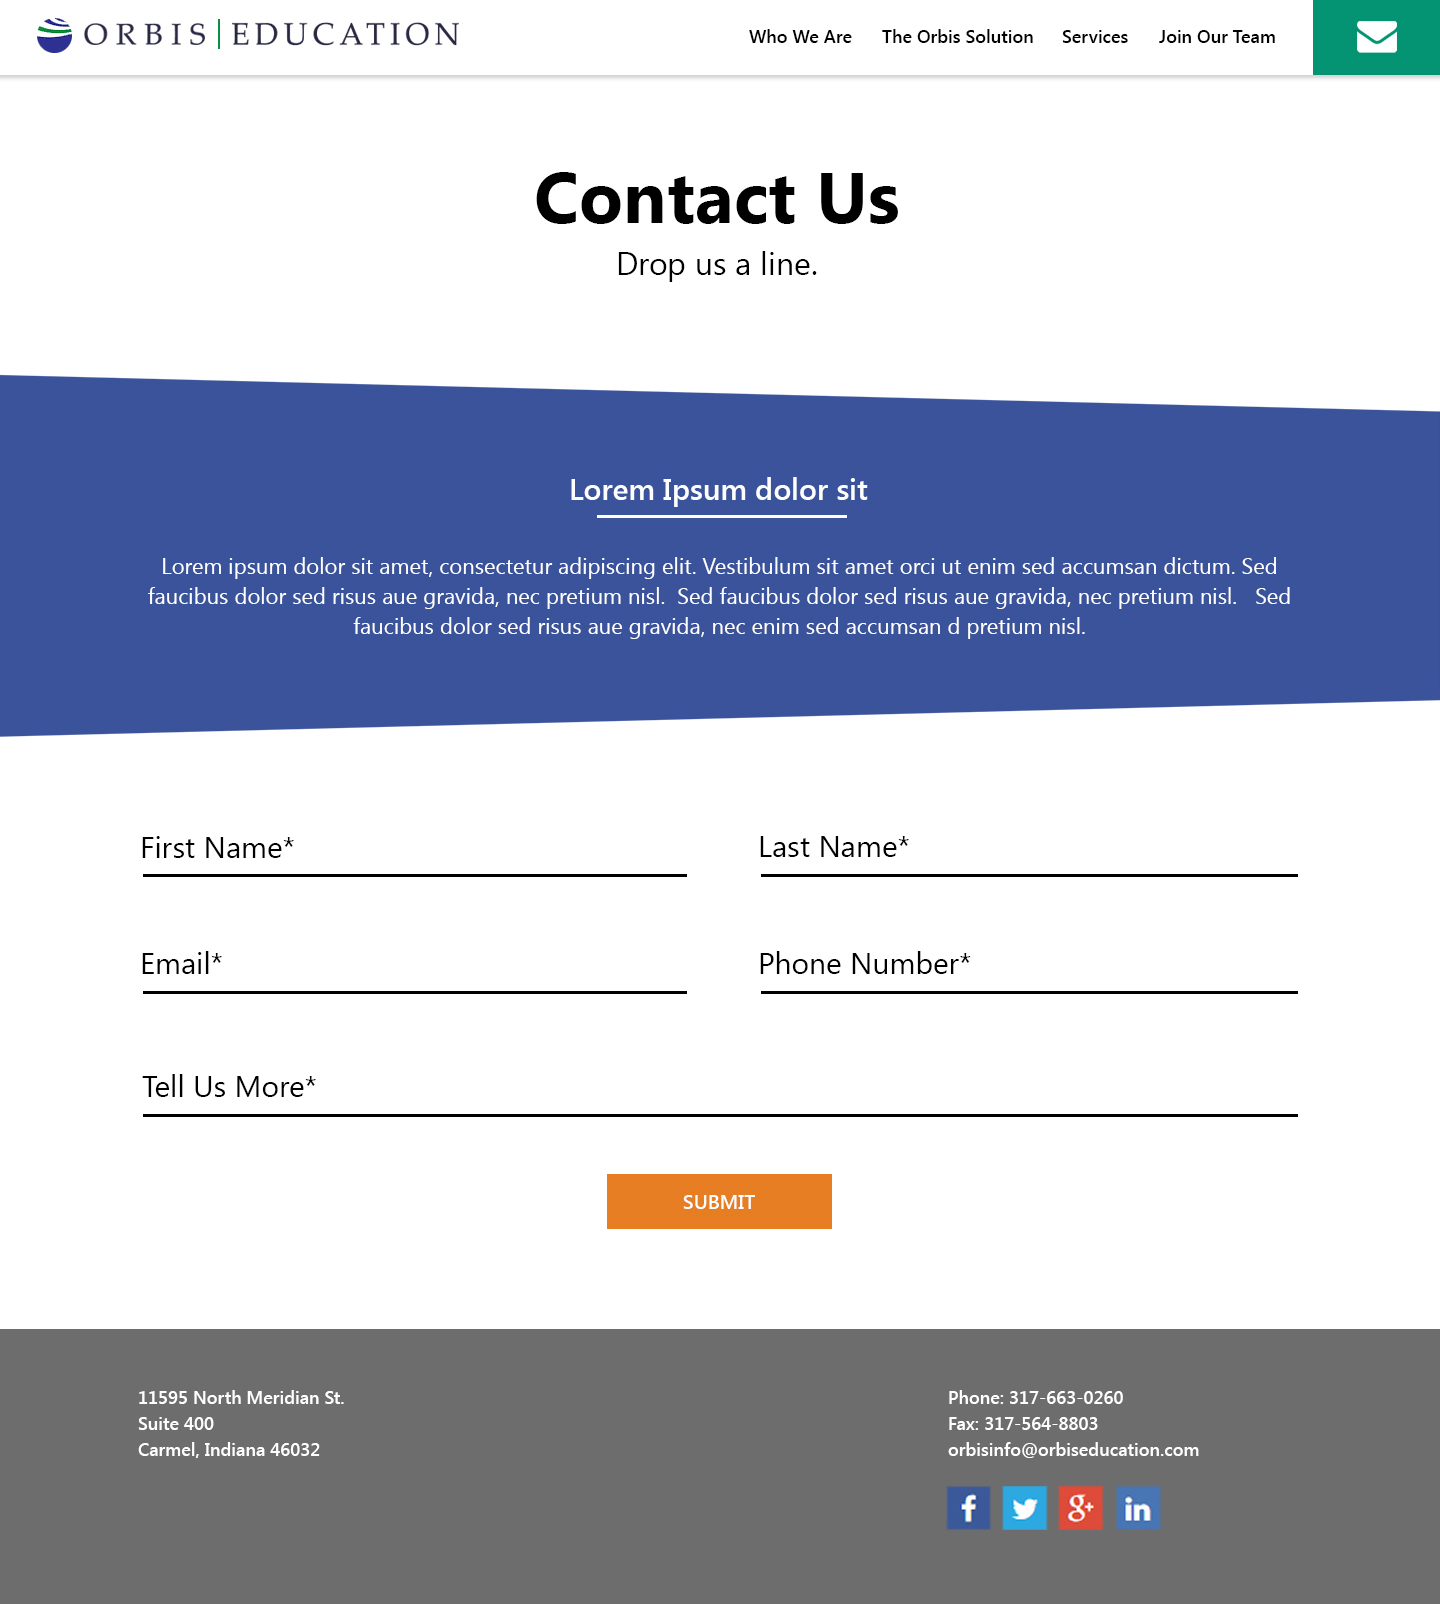 ORBIS EDUCATION
Who We Are The Orbis Solution Services Join Our Team
Contact Us
Drop us a line.
Lorem Ipsum dolor sit
Lorem ipsum dolor sit amet, consectetur adipiscing elit. Vestibulum sit amet orci ut enim sed accumsan dictum. Sed
faucibus dolor sed risus aue gravida, nec pretium nisl.  Sed faucibus dolor sed risus aue gravida, nec pretium nisl.   Sed
faucibus dolor sed risus aue gravida, nec enim sed accumsan d pretium nisl.
First Name*
Last Name*
Email*
Phone Number*
Tell Us More*
SUBMIT
11595 North Meridian St.
Suite 400
Carmel, Indiana 46032
Phone: 317-663-0260
Fax: 317-564-8803
orbisinfo@orbiseducation.com
f g+ in